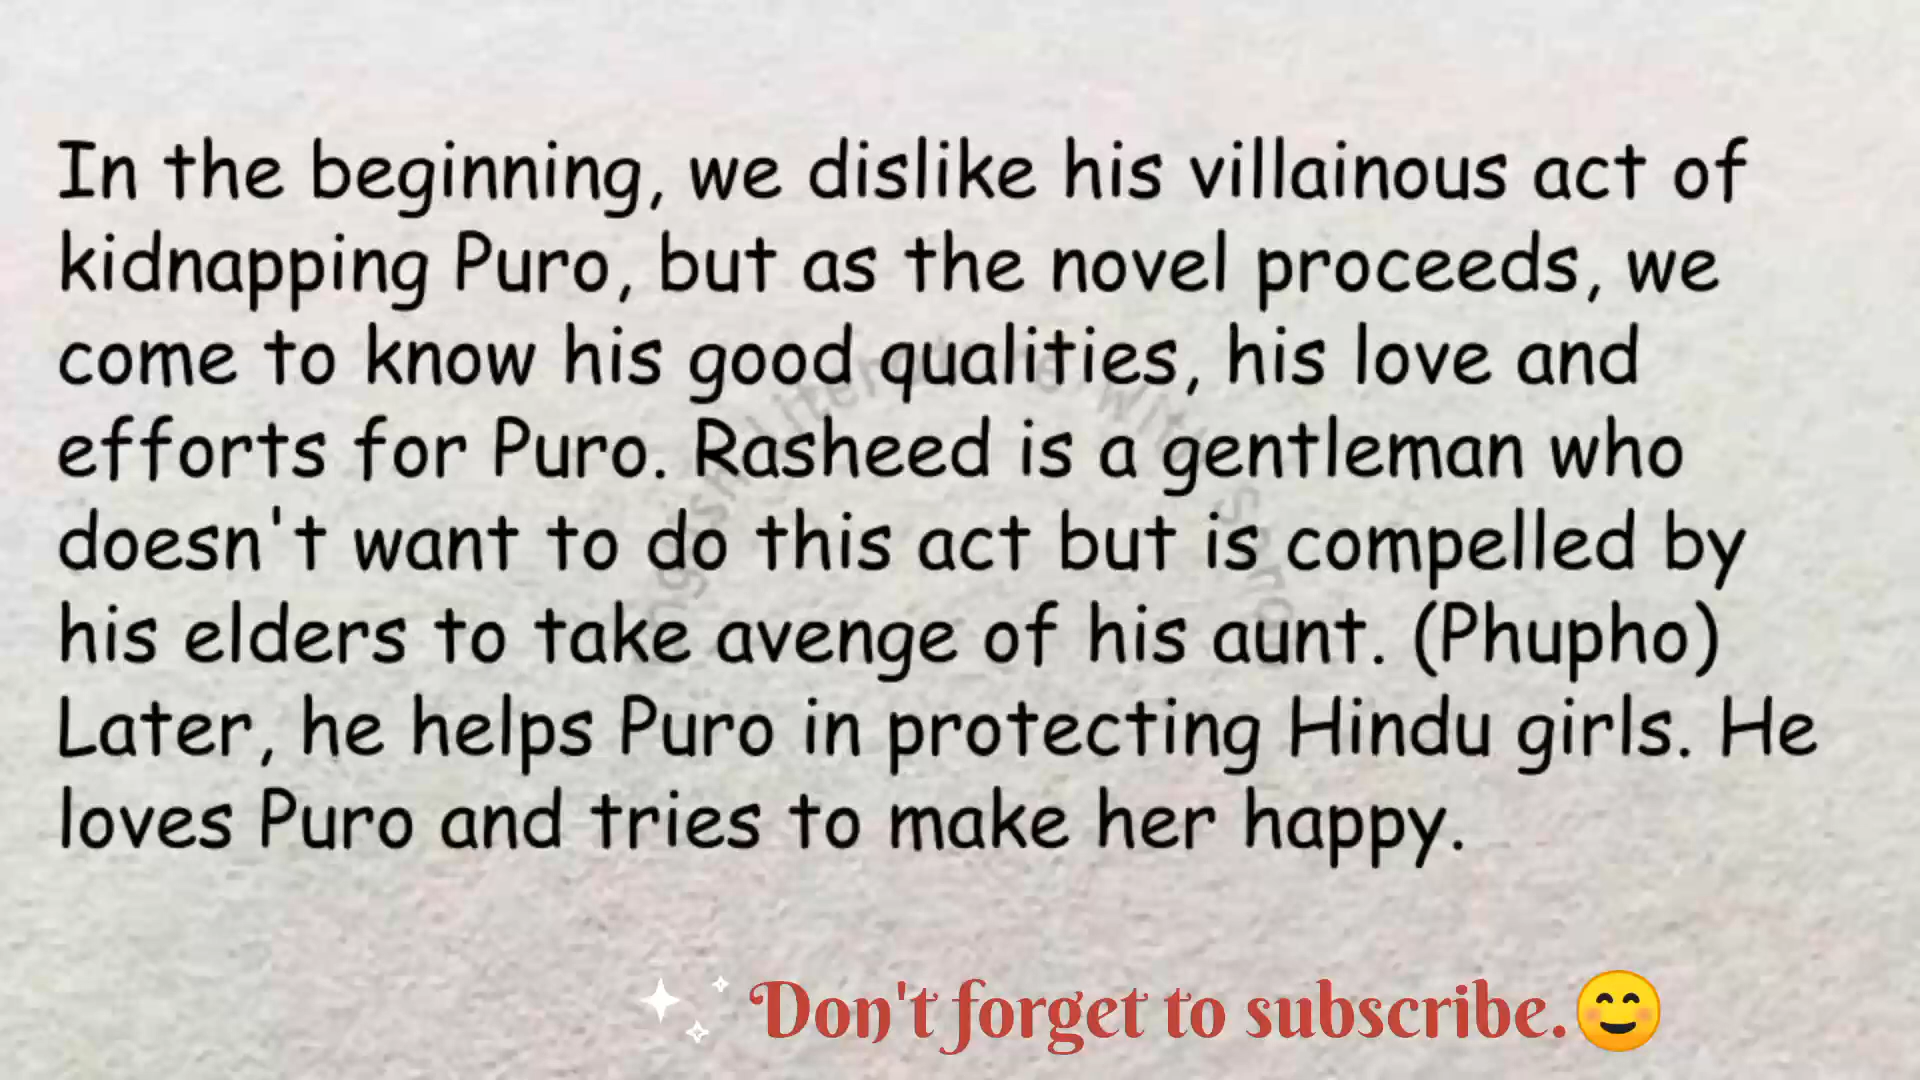 In the beginning, we dislike his villainous act of
kidnapping Puro, but as the novel proceeds, we
come to know his good qualities, his love and
efforts for Puro. Rasheed is a gentleman who
doesn't want to do this act but is compelled by
his elders to take avenge of his aunt. (Phupho)
Later, he helps Puro in protecting Hindu girls. He
loves Puro and tries to make her happy.
Don't forget to subscribe.